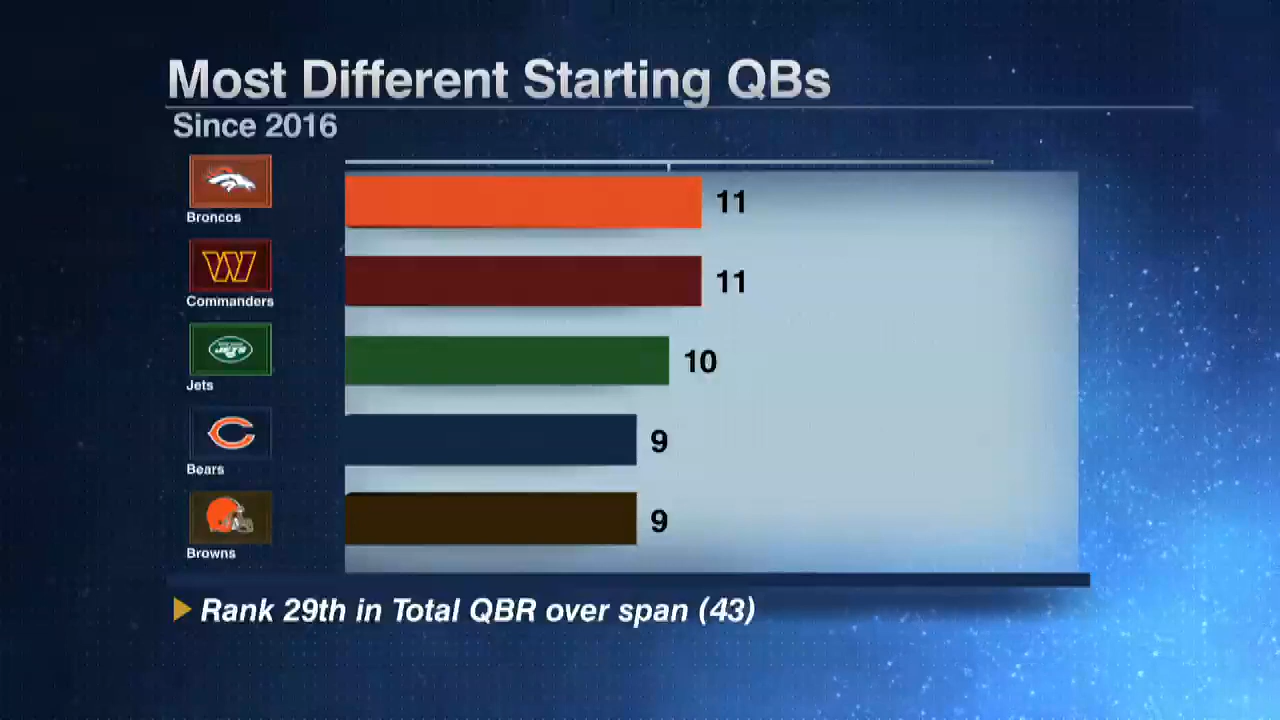 Most Different Starting QBs
Since 2016
Broncos
11
W
Commanders
11
JETS
Jets
10
C
Bears
9
Browns
9
Rank 29th in Total QBR over span (43)